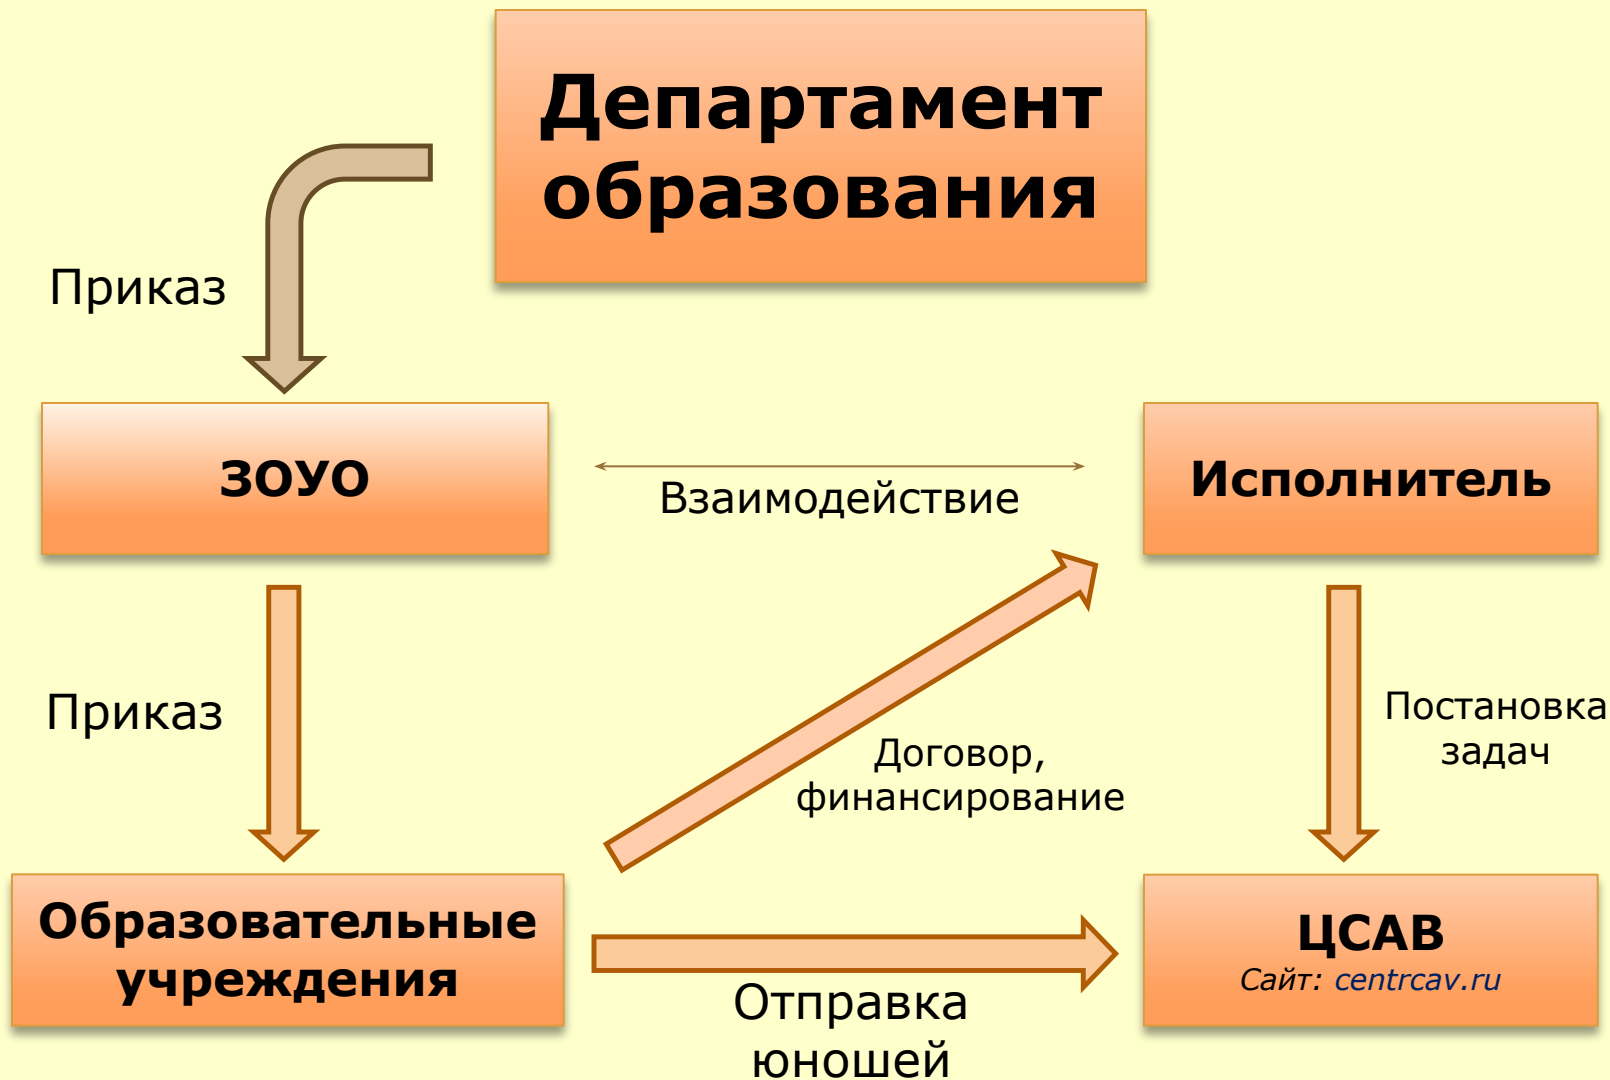 Департамент
образования
Приказ
ЗОУО
Взаимодействие
Исполнитель
Приказ
Договор,
финансирование
Постановка
задач
Образовательные
учреждения
Отправка
юношей
ЦСАВ
Сайт: centrcav.ru